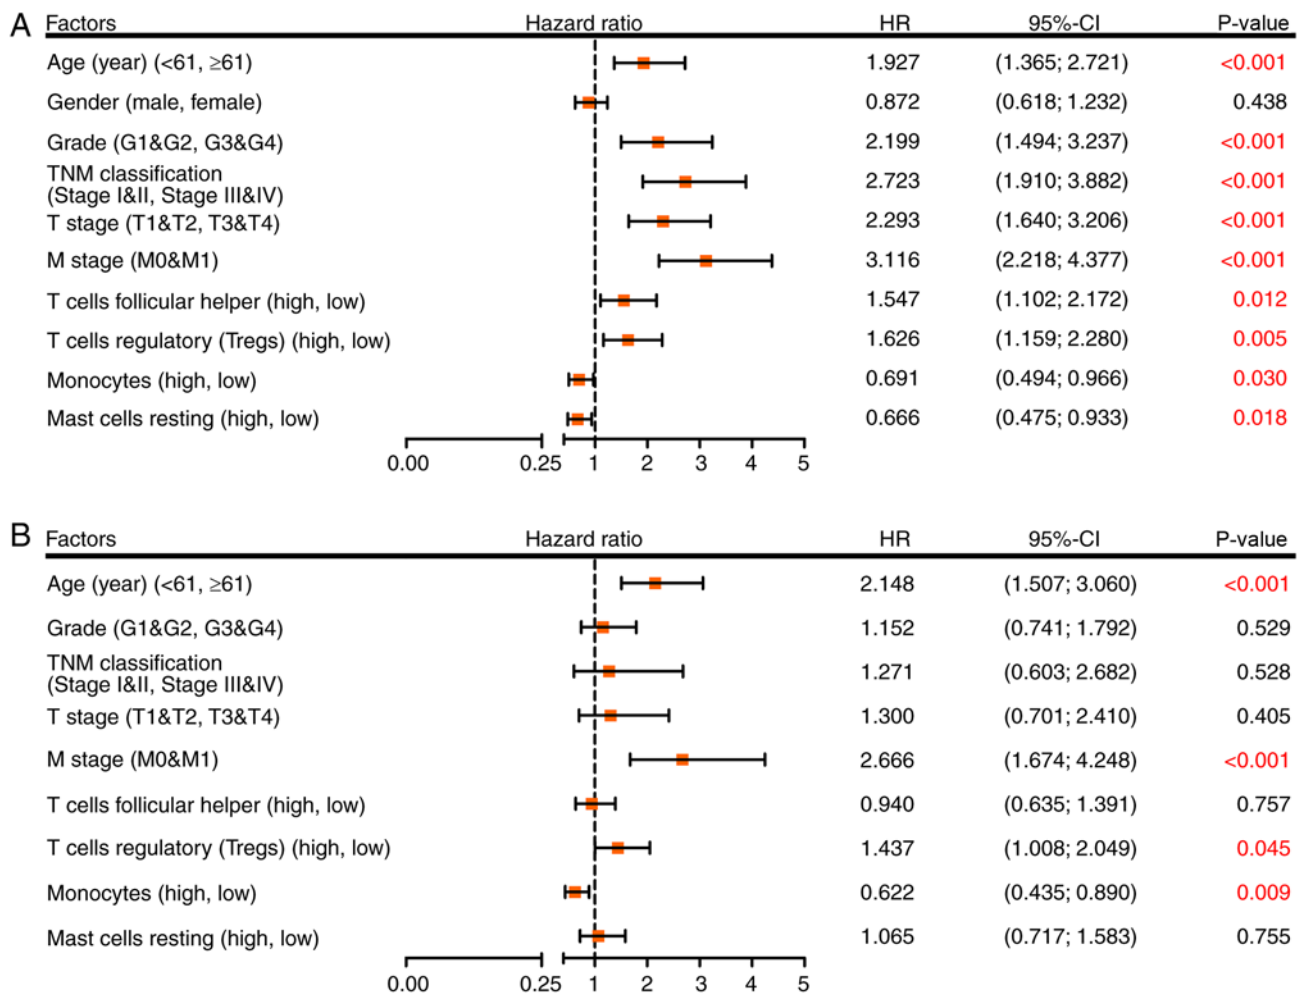 A Factors Hazard ratio HR 95%-CI P-value
Age (year) (<61, ≥61) 1.927 (1.365; 2.721) <0.001
Gender (male, female) 0.872 (0.618; 1.232) 0.438
Grade (G1&G2, G3&G4) 2.199 (1.494; 3.237) <0.001
TNM classification
(Stage I&II, Stage III&IV) 2.723 (1.910; 3.882) <0.001
T stage (T1&T2, T3&T4) 2.293 (1.640; 3.206) <0.001
M stage (M0&M1) 3.116 (2.218; 4.377) <0.001
T cells follicular helper (high, low) 1.547 (1.102; 2.172) 0.012
T cells regulatory (Tregs) (high, low) 1.626 (1.159; 2.280) 0.005
Monocytes (high, low) 0.691 (0.494; 0.966) 0.030
Mast cells resting (high, low) 0.666 (0.475; 0.933) 0.018
0.00 0.25 1 2 3 4 5
B Factors Hazard ratio HR 95%-CI P-value
Age (year) (<61, ≥61) 2.148 (1.507; 3.060) <0.001
Grade (G1&G2, G3&G4) 1.152 (0.741; 1.792) 0.529
TNM classification
(Stage I&II, Stage III&IV) 1.271 (0.603; 2.682) 0.528
T stage (T1&T2, T3&T4) 1.300 (0.701; 2.410) 0.405
M stage (M0&M1) 2.666 (1.674; 4.248) <0.001
T cells follicular helper (high, low) 0.940 (0.635; 1.391) 0.757
T cells regulatory (Tregs) (high, low) 1.437 (1.008; 2.049) 0.045
Monocytes (high, low) 0.622 (0.435; 0.890) 0.009
Mast cells resting (high, low) 1.065 (0.717; 1.583) 0.755
0.00 0.25 1 2 3 4 5